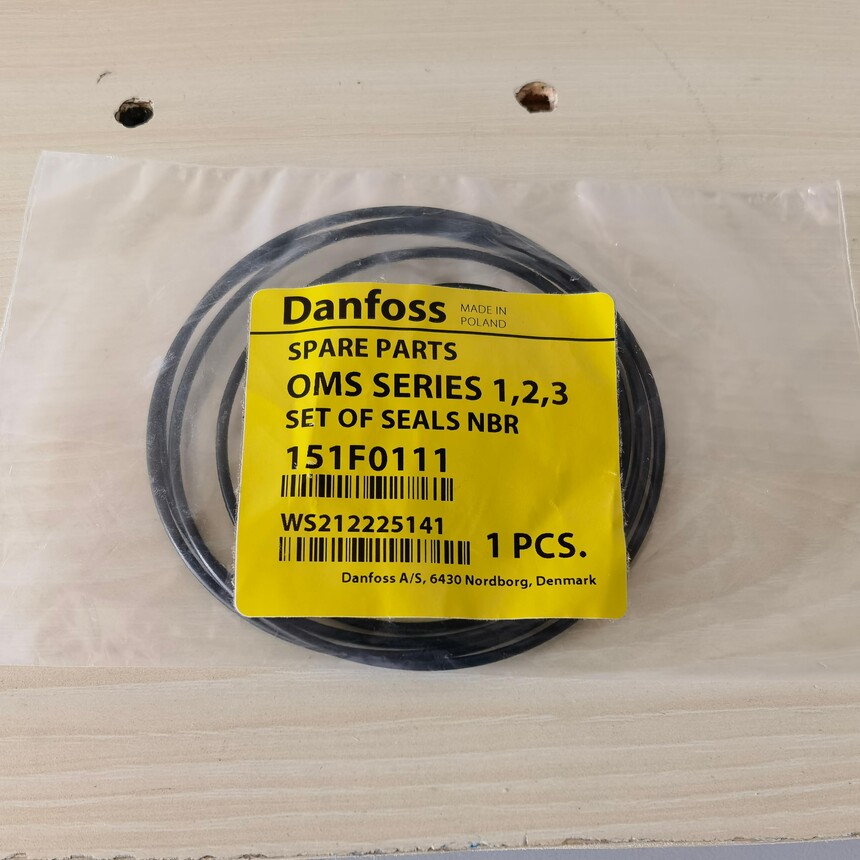 Danfoss MADE IN
POLAND
SPARE PARTS
OMS SERIES 1,2,3
SET OF SEALS NBR
151F0111
WS212225141
1 PCS.
Danfoss A/S, 6430 Nordborg, Denmark